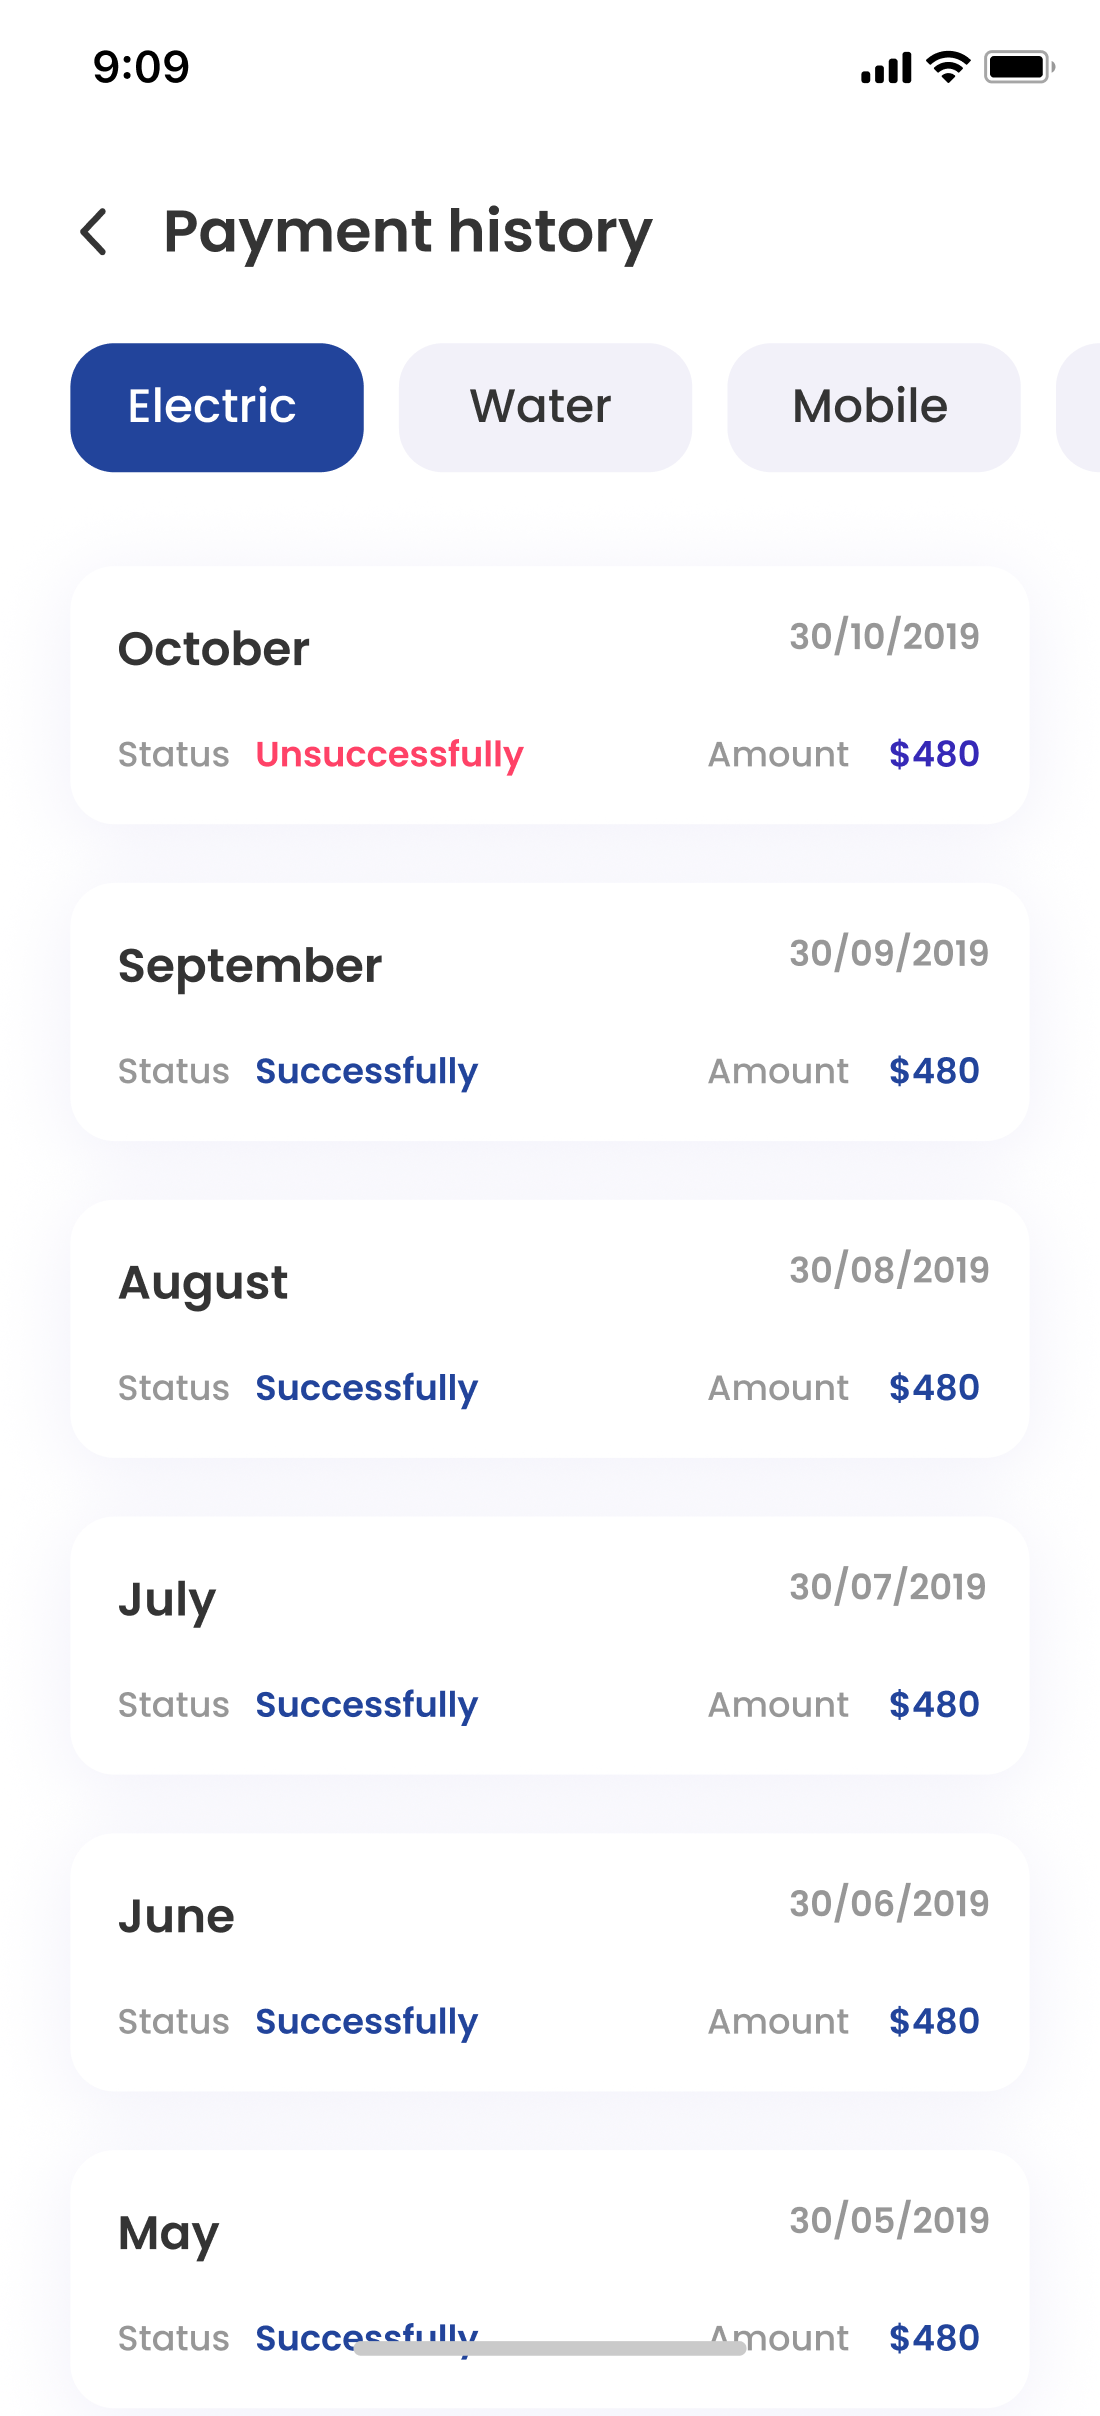 9:09
Payment history
Electric Water Mobile
October 30/10/2019
Status Unsuccessfully Amount $480
September 30/09/2019
Status Successfully Amount $480
August 30/08/2019
Status Successfully Amount $480
July 30/07/2019
Status Successfully Amount $480
June 30/06/2019
Status Successfully Amount $480
May 30/05/2019
Status Successfully Amount $480